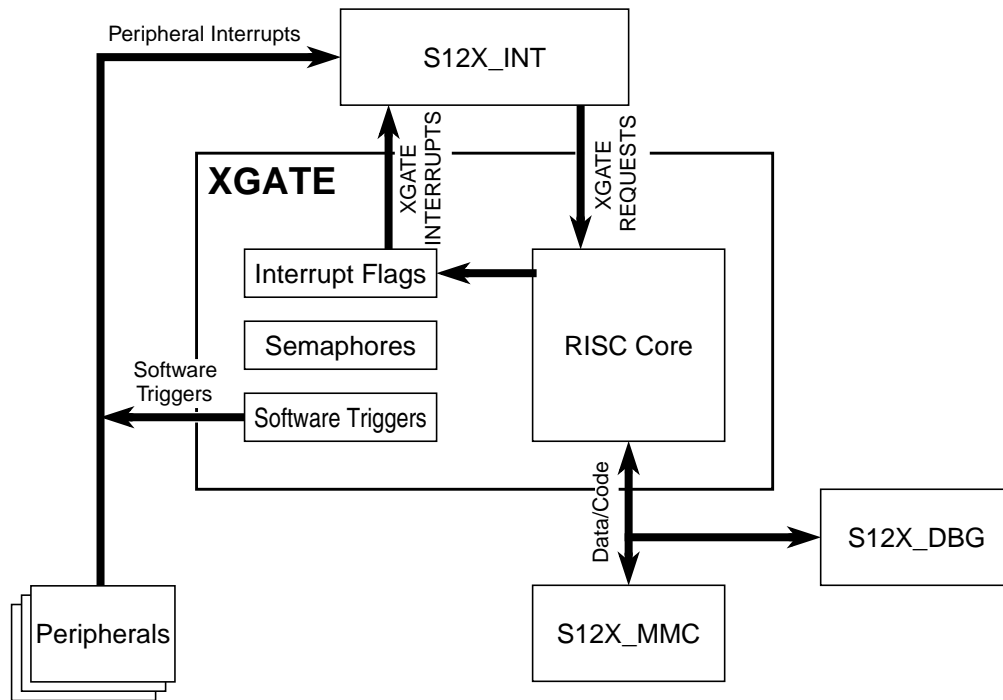 Peripheral Interrupts
S12X_INT
XGATE
INTERRUPTS
XGATE
REQUESTS
XGATE
Interrupt Flags
Semaphores
RISC Core
Software
Triggers
Software Triggers
Data/Code
S12X_DBG
Peripherals
S12X_MMC